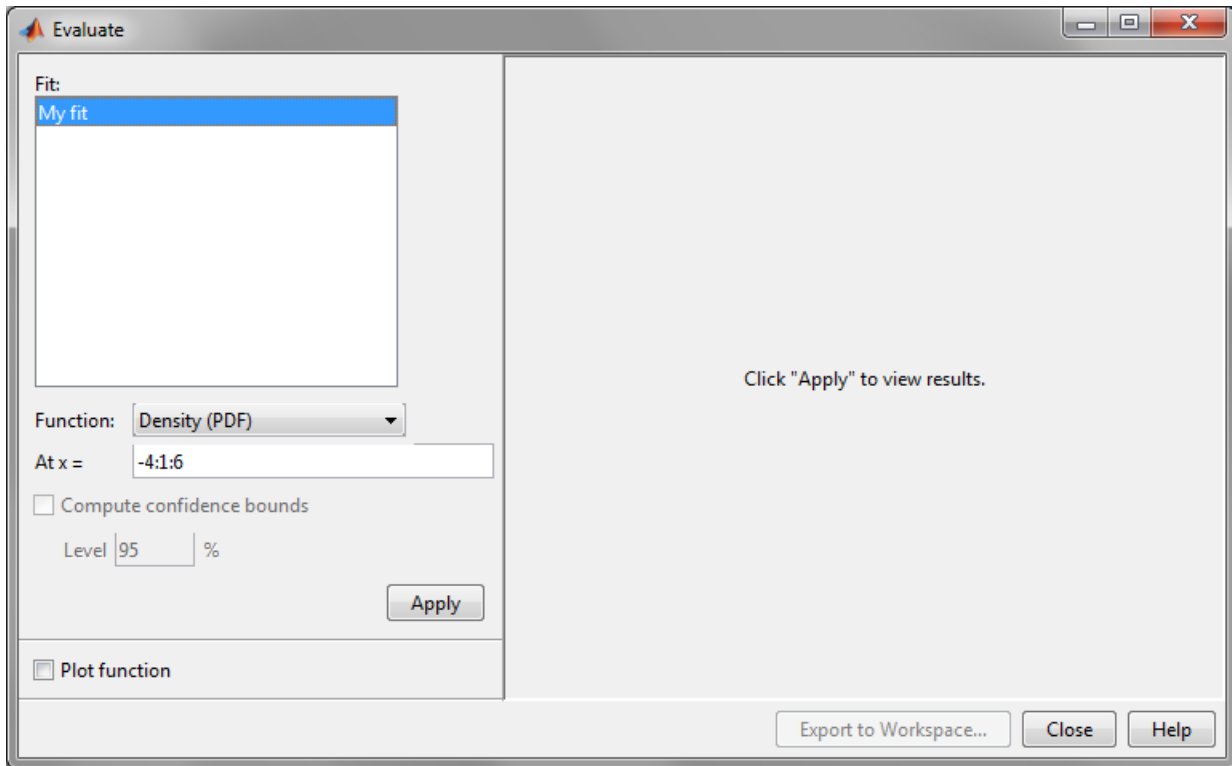 Evaluate
Fit:
My fit
Function: Density (PDF)
At x = -4:1:6
Compute confidence bounds
Level 95 %
Apply
Plot function
Click "Apply" to view results.
Export to Workspace... Close Help